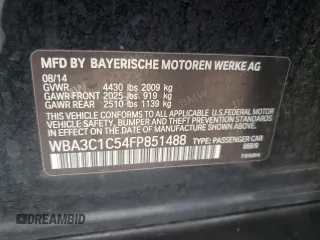 MFD BY BAYERISCHE MOTOREN WERKE AG
08/14
GVWR 4430 lbs 2009 kg
GAWR FRONT 2025 lbs 919 kg
GAWR REAR 2510 lbs 1139 kg
THIS VEHICLE CONFORMS TO ALL APPLICABLE U.S. FEDERAL MOTOR
VEHICLE SAFETY, BUMPER, AND THEFT PREVENTION STANDARDS IN
EFFECT ON THE DATE OF MANUFACTURE SHOWN ABOVE.
WBA3C1C54FP851488 TYPE: PASSENGER CAR